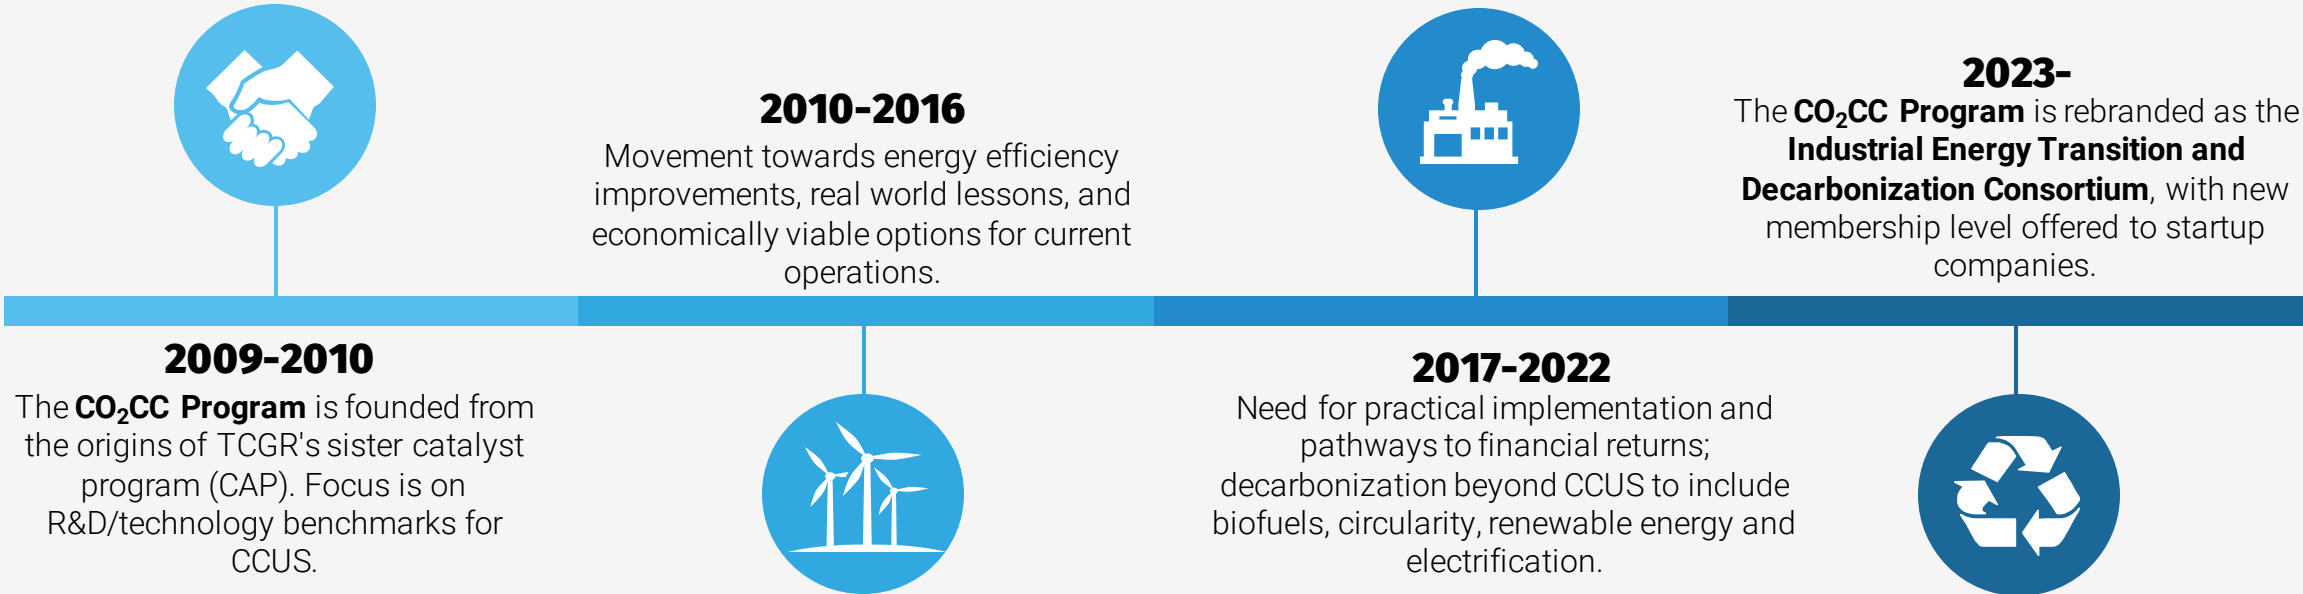 2009-2010
The CO₂CC Program is founded from
the origins of TCGR's sister catalyst
program (CAP). Focus is on
R&D/technology benchmarks for
CCUS.
2010-2016
Movement towards energy efficiency
improvements, real world lessons, and
economically viable options for current
operations.
2017-2022
Need for practical implementation and
pathways to financial returns;
decarbonization beyond CCUS to include
biofuels, circularity, renewable energy and
electrification.
2023-
The CO₂CC Program is rebranded as the
Industrial Energy Transition and
Decarbonization Consortium, with new
membership level offered to startup
companies.